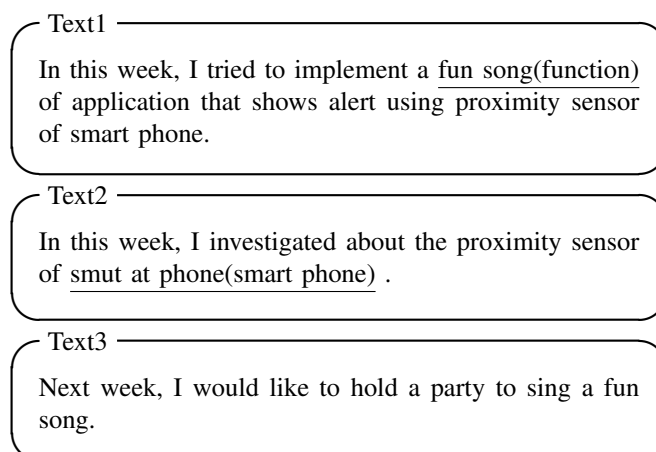 Text1
In this week, I tried to implement a fun song(function)
of application that shows alert using proximity sensor
of smart phone.
Text2
In this week, I investigated about the proximity sensor
of smut at phone(smart phone) .
Text3
Next week, I would like to hold a party to sing a fun
song.